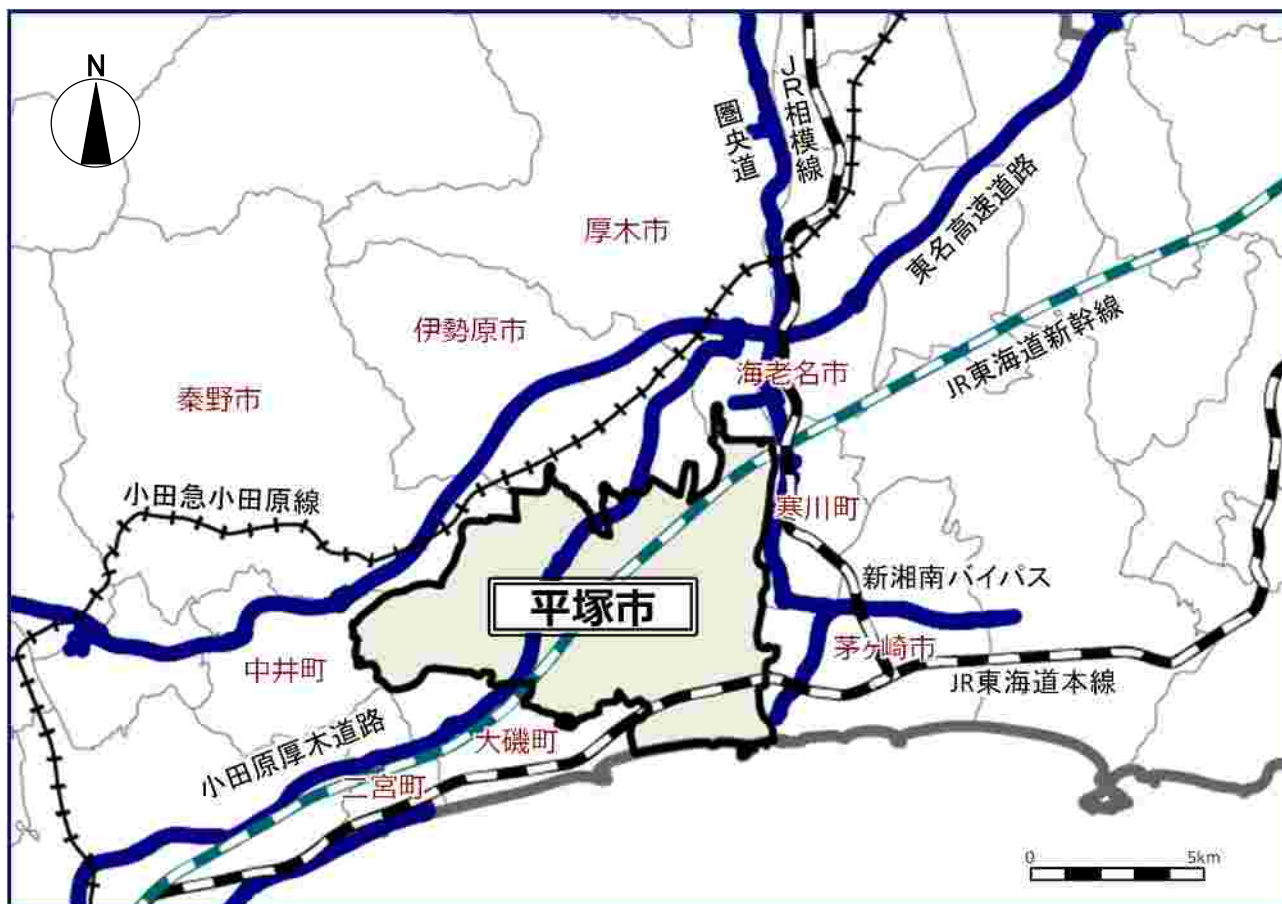 N
圏央道
JR相模線
東名高速道路
厚木市
伊勢原市
海老名市
JR東海道新幹線
秦野市
小田急小田原線
寒川町
新湘南バイパス
平塚市
茅ヶ崎市
中井町
JR東海道本線
大磯町
小田原厚木道路
二宮町
0 5km